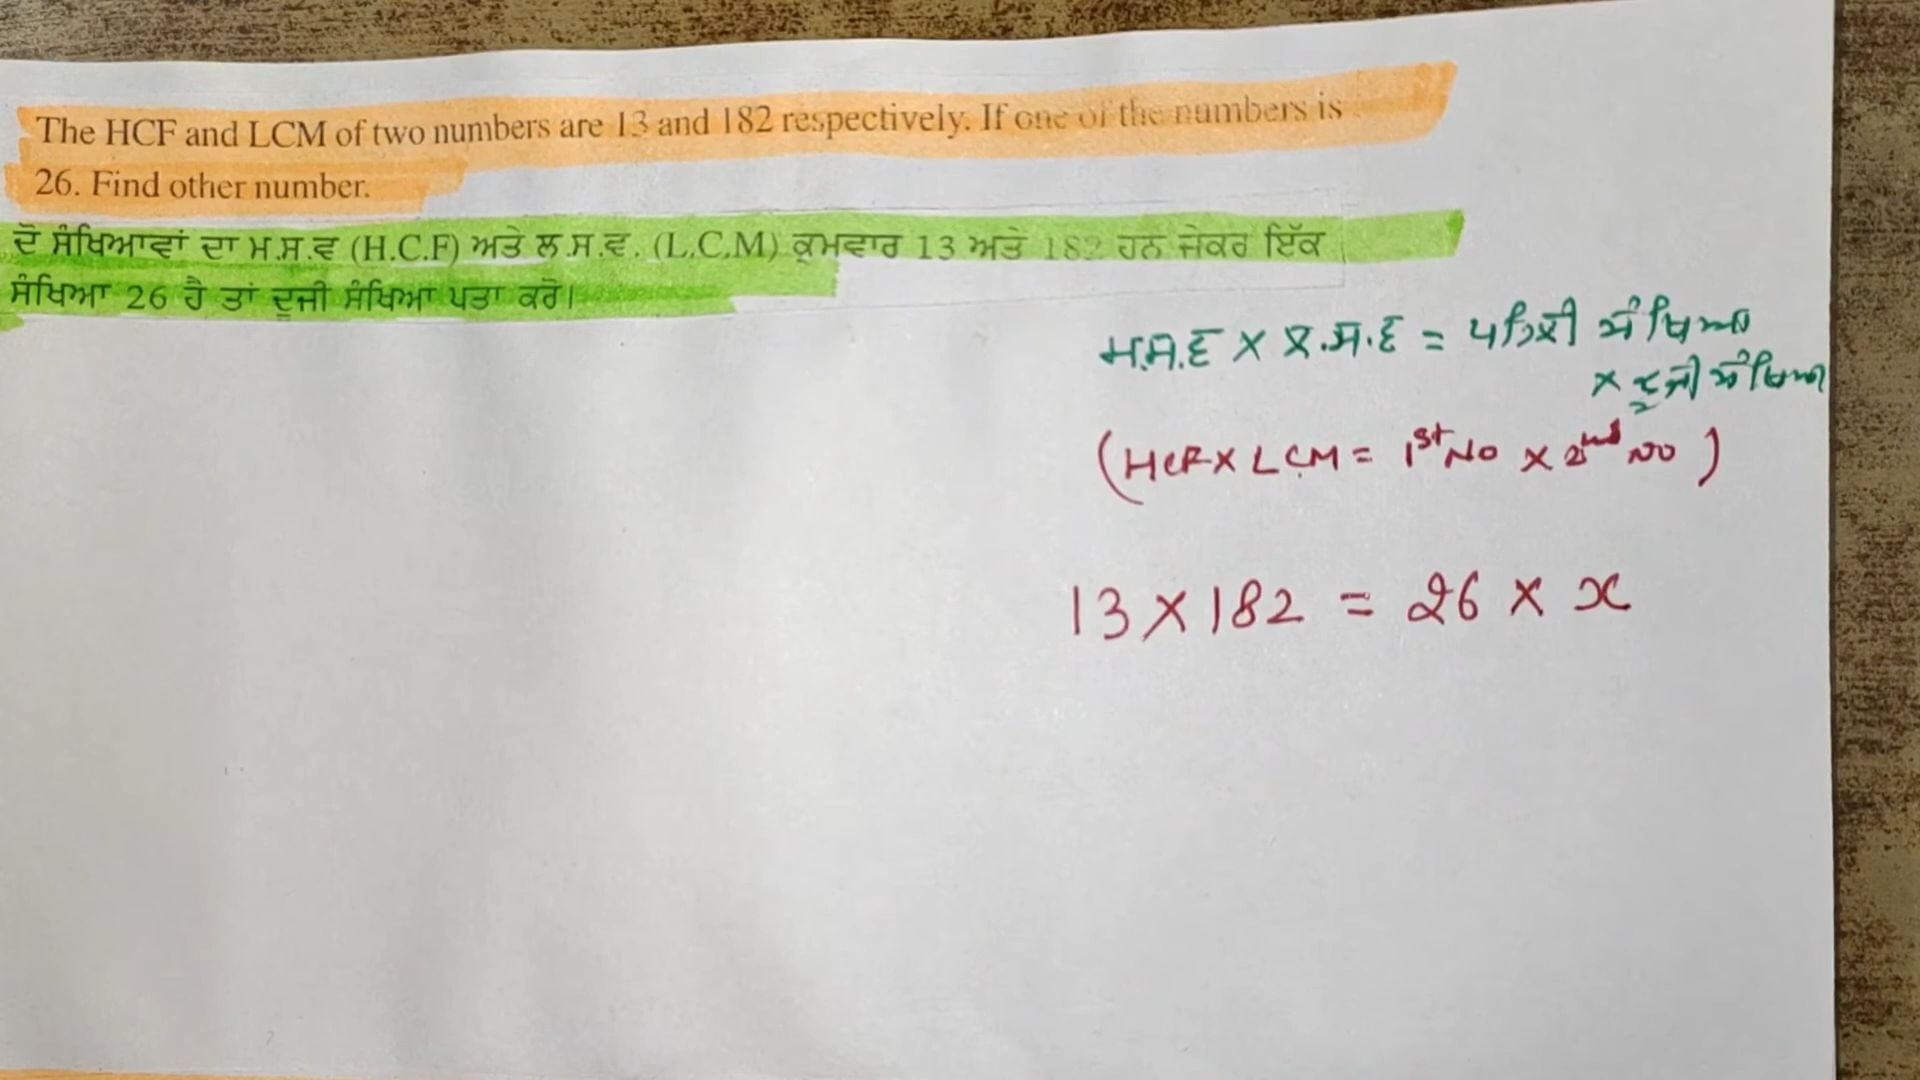 The HCF and LCM of two numbers are 13 and 182 respectively. If one of the numbers is
26. Find other number.
ਦੋ ਸੰਖਿਆਵਾਂ ਦਾ ਮ.ਸ.ਵ (H.C.F) ਅਤੇ ਲ.ਸ.ਵ. (L.C.M) ਕ੍ਰਮਵਾਰ 13 ਅਤੇ 182 ਹਨ ਜੇਕਰ ਇੱਕ
ਸੰਖਿਆ 26 ਹੈ ਤਾਂ ਦੂਜੀ ਸੰਖਿਆ ਪਤਾ ਕਰੋ।
ਮ.ਸ.ਵ × ਲ.ਸ.ਵ = ਪਹਿਲੀ ਸੰਖਿਆ
× ਦੂਜੀ ਸੰਖਿਆ
(HCF × LCM = 1st No × 2nd No)
13 × 182 = 26 × x